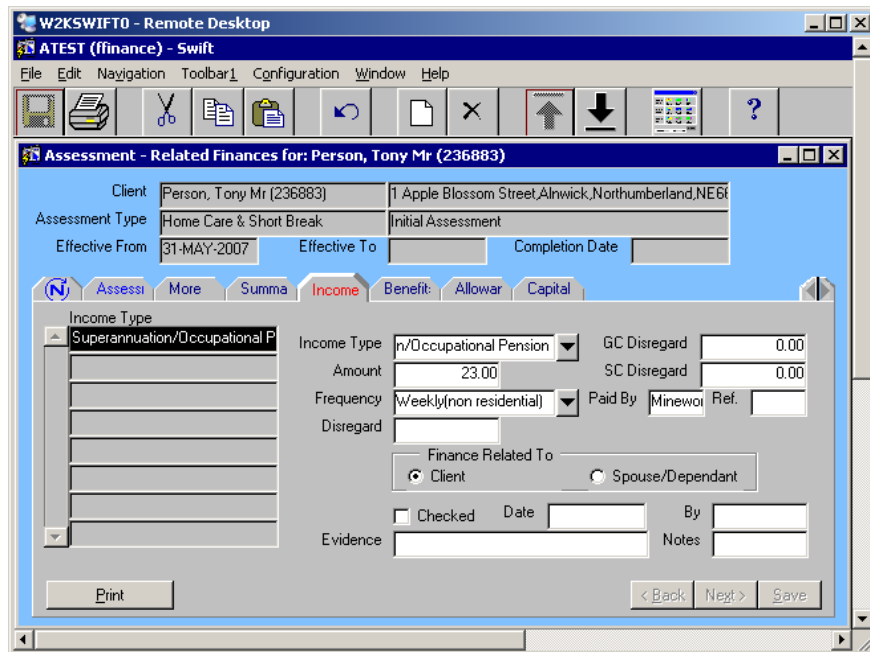 W2KSWIFT0 - Remote Desktop
ATEST (ffinance) - Swift
File Edit Navigation Toolbar1 Configuration Window Help
?
Assessment - Related Finances for: Person, Tony Mr (236883)
Client Person, Tony Mr (236883) 1 Apple Blossom Street,Alnwick,Northumberland,NE66
Assessment Type Home Care & Short Break Initial Assessment
Effective From 31-MAY-2007 Effective To Completion Date
N Assessi More Summa Income Benefit: Allowar Capital
Income Type
Superannuation/Occupational P
Income Type n/Occupational Pension GC Disregard 0.00
Amount 23.00 SC Disregard 0.00
Frequency Weekly(non residential) Paid By Minewor Ref.
Disregard
Finance Related To
Client Spouse/Dependant
Checked Date By
Evidence Notes
Print < Back Next > Save